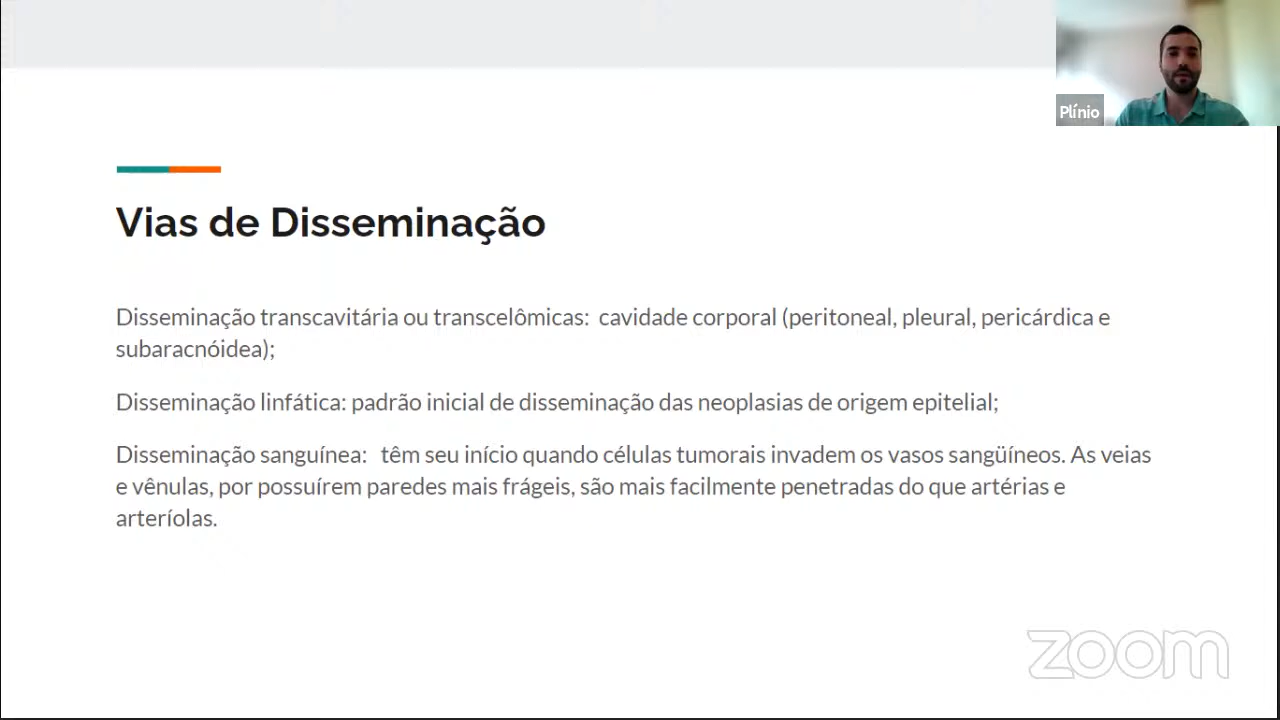 Plínio
Vias de Disseminação
Disseminação transcavitária ou transcelômicas: cavidade corporal (peritoneal, pleural, pericárdica e
subaracnóidea);
Disseminação linfática: padrão inicial de disseminação das neoplasias de origem epitelial;
Disseminação sanguínea: têm seu início quando células tumorais invadem os vasos sangüíneos. As veias
e vênulas, por possuírem paredes mais frágeis, são mais facilmente penetradas do que artérias e
arteríolas.
zoom